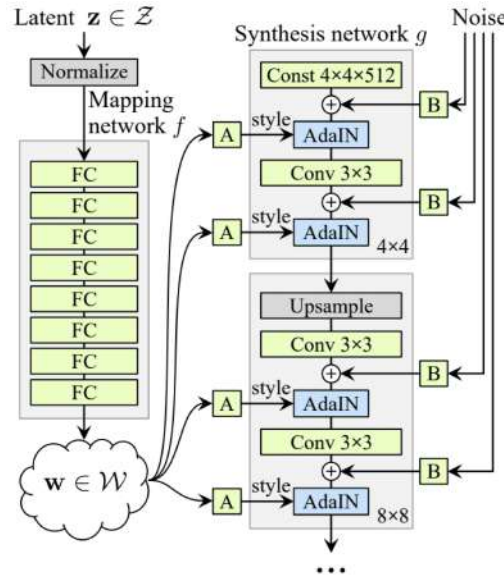 Latent z ∈ 𝒵
Normalize
Mapping
network f
FC
FC
FC
FC
FC
FC
FC
FC
w ∈ 𝒲
Synthesis network g
Noise
Const 4×4×512
+
B
A
style
AdaIN
Conv 3×3
+
B
A
style
AdaIN
4×4
Upsample
Conv 3×3
+
B
A
style
AdaIN
Conv 3×3
+
B
A
style
AdaIN
8×8
...